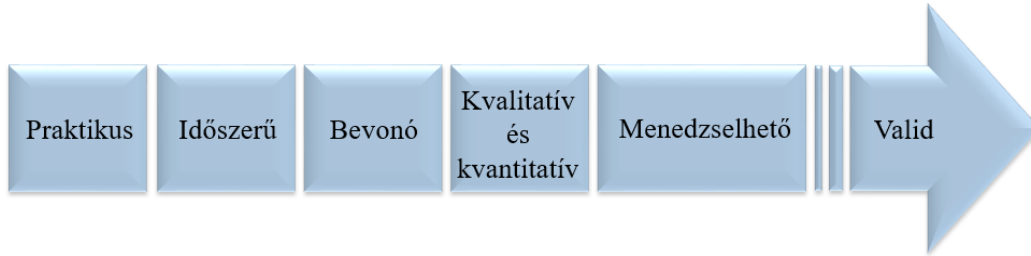 Praktikus
Időszerű
Bevonó
Kvalitatív
és
kvantitatív
Menedzselhető
Valid